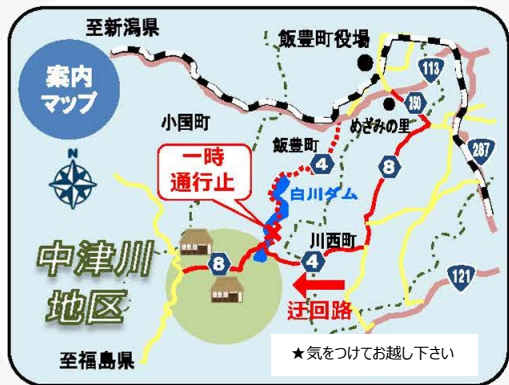 至新潟県
案内
マップ
飯豊町役場
113
250
めざみの里
小国町
飯豊町
4
8
287
一時
通行止
白川ダム
N
中津川
地区
川西町
8
4
121
迂回路
至福島県
★気をつけてお越し下さい